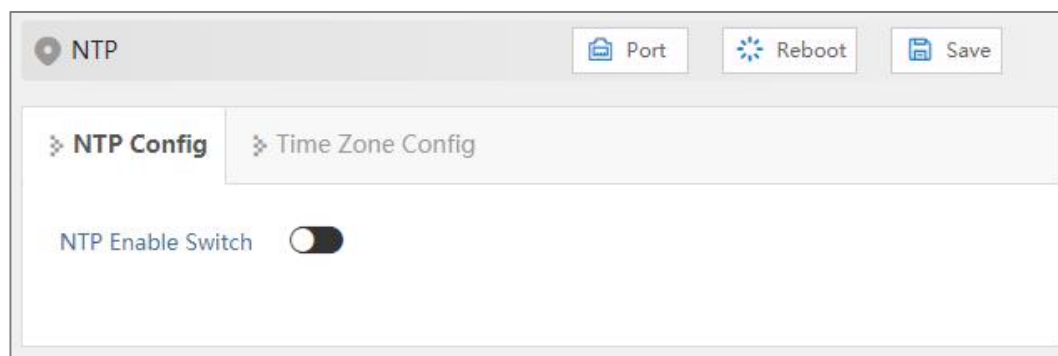 NTP Port Reboot Save
NTP Config Time Zone Config
NTP Enable Switch